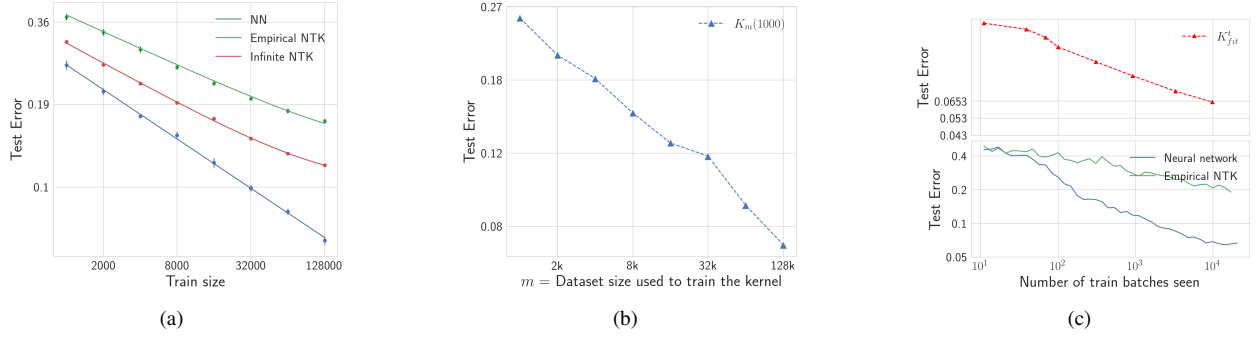 0.36
0.19
0.1
Test Error
NN
Empirical NTK
Infinite NTK
2000
8000
32000
128000
Train size
(a)
0.27
0.18
0.12
0.08
Test Error
K_m(1000)
2k
8k
32k
128k
m = Dataset size used to train the kernel
(b)
Test Error
0.0653
0.053
0.043
K^t_{fit}
Test Error
0.4
0.2
0.1
0.05
Neural network
Empirical NTK
10^1
10^2
10^3
10^4
Number of train batches seen
(c)